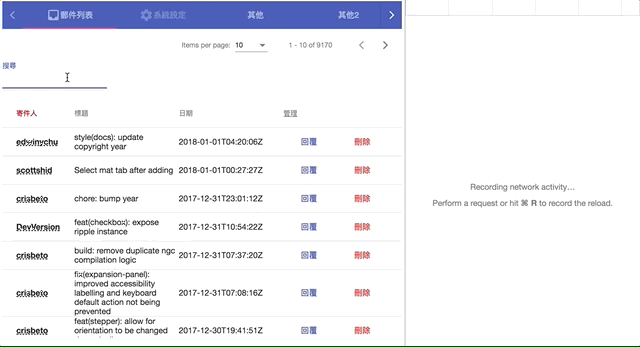 郵件列表 系統設定 其他 其他2
Items per page: 10 1 - 10 of 9170
搜尋
寄件人 標題 日期 管理
edwinychu style(docs): update copyright year 2018-01-01T04:20:06Z 回覆 刪除
scottshid Select mat tab after adding 2018-01-01T00:27:27Z 回覆 刪除
crisbeto chore: bump year 2017-12-31T23:01:12Z 回覆 刪除
DevVersion feat(checkbox): expose ripple instance 2017-12-31T10:54:22Z 回覆 刪除
crisbeto build: remove duplicate ngc compilation logic 2017-12-31T07:37:20Z 回覆 刪除
crisbeto fix(expansion-panel): improved accessibility labelling and keyboard default action not being prevented 2017-12-31T07:08:16Z 回覆 刪除
crisbeto feat(stepper): allow for orientation to be changed 2017-12-30T19:41:51Z 回覆 刪除
Recording network activity…
Perform a request or hit ⌘ R to record the reload.